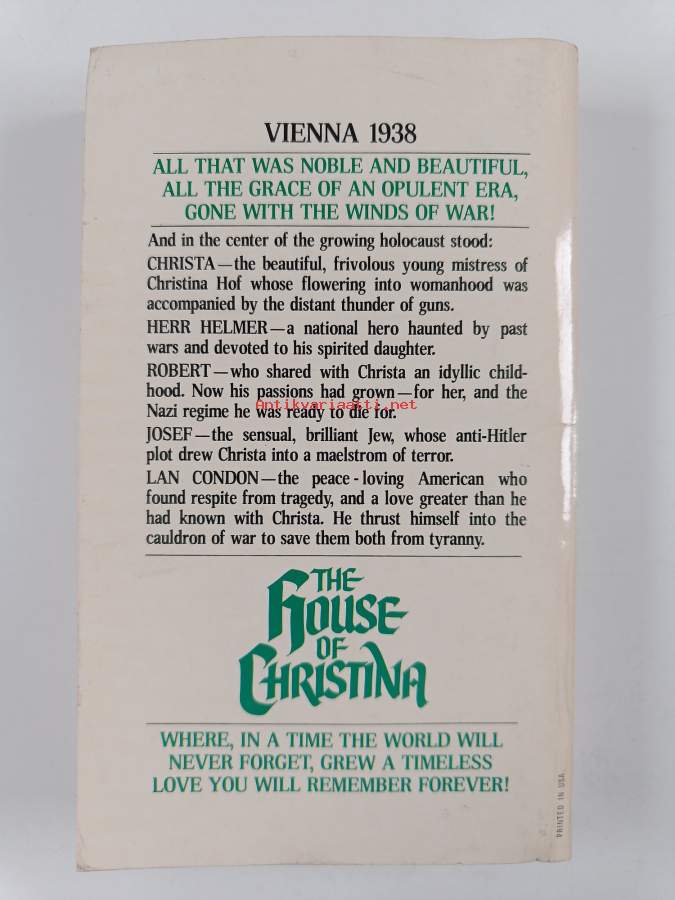 VIENNA 1938
ALL THAT WAS NOBLE AND BEAUTIFUL,
ALL THE GRACE OF AN OPULENT ERA,
GONE WITH THE WINDS OF WAR!
And in the center of the growing holocaust stood:
CHRISTA—the beautiful, frivolous young mistress of
Christina Hof whose flowering into womanhood was
accompanied by the distant thunder of guns.
HERR HELMER—a national hero haunted by past
wars and devoted to his spirited daughter.
ROBERT—who shared with Christa an idyllic child-
hood. Now his passions had grown—for her, and the
Nazi regime he was ready to die for.
Antikvariaatti.net
JOSEF—the sensual, brilliant Jew, whose anti-Hitler
plot drew Christa into a maelstrom of terror.
LAN CONDON—the peace-loving American who
found respite from tragedy, and a love greater than he
had known with Christa. He thrust himself into the
cauldron of war to save them both from tyranny.
THE
HOUSE
OF
CHRISTINA
WHERE, IN A TIME THE WORLD WILL
NEVER FORGET, GREW A TIMELESS
LOVE YOU WILL REMEMBER FOREVER!
PRINTED IN USA